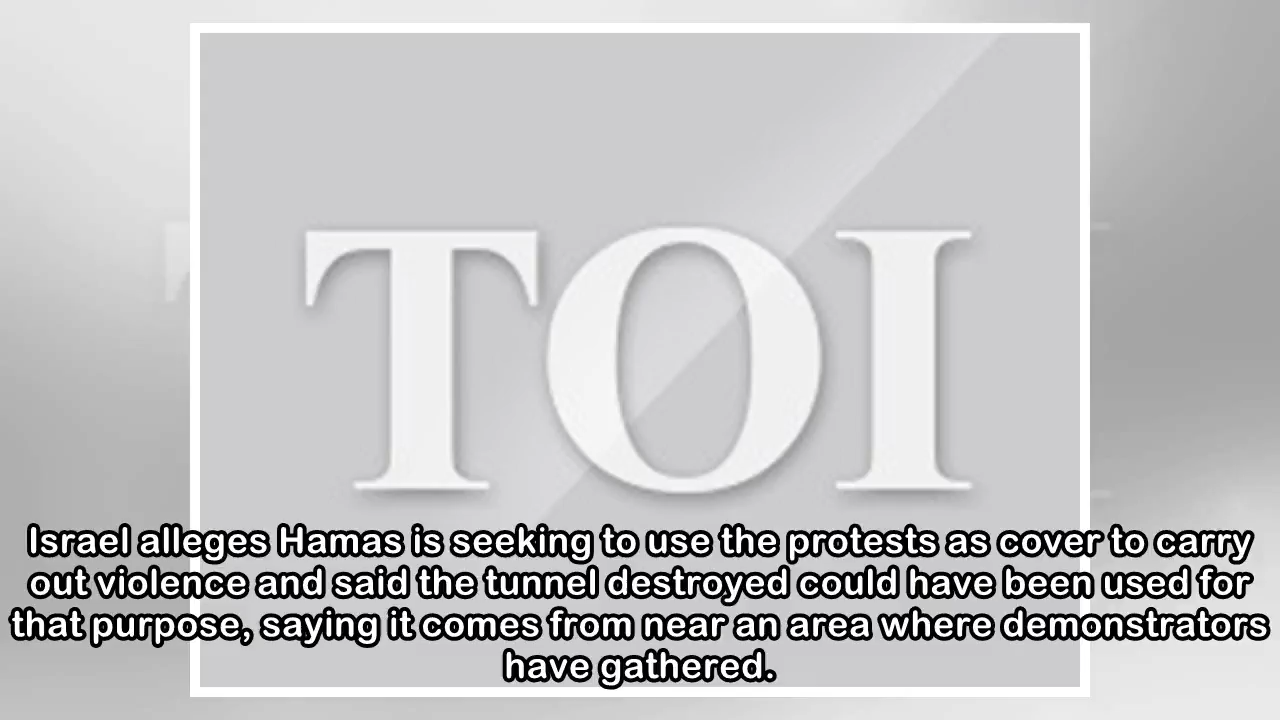 TOI
Israel alleges Hamas is seeking to use the protests as cover to carry
out violence and said the tunnel destroyed could have been used for
that purpose, saying it comes from near an area where demonstrators
have gathered.